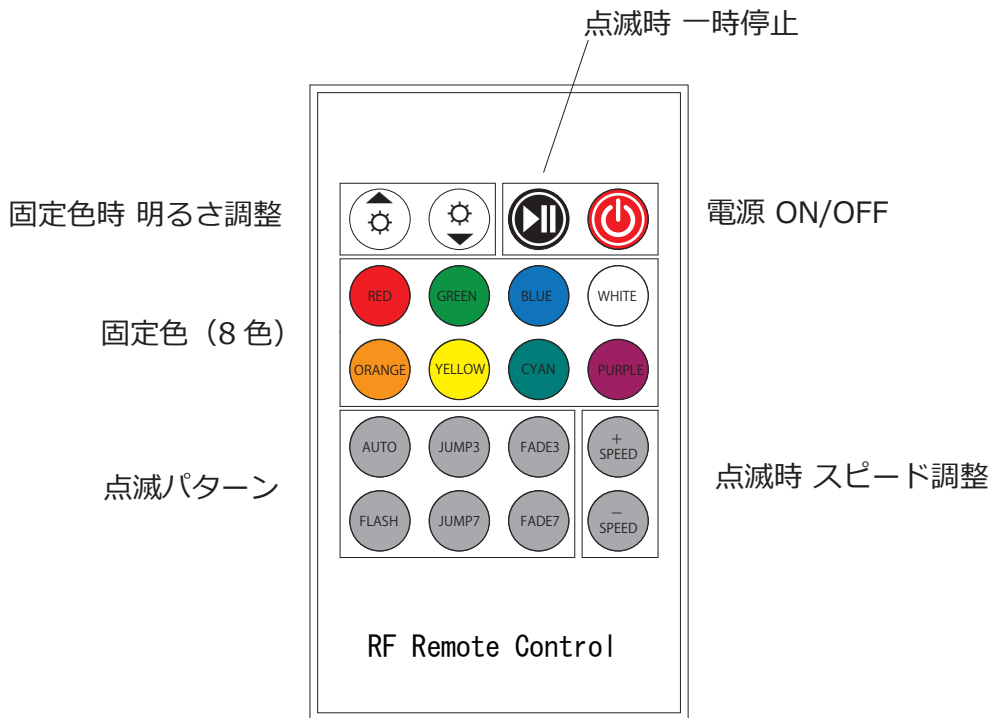 点滅時 一時停止
固定色時 明るさ調整
電源 ON/OFF
固定色（8 色）
RED GREEN BLUE WHITE
ORANGE YELLOW CYAN PURPLE
点滅パターン
AUTO JUMP3 FADE3 + SPEED
FLASH JUMP7 FADE7 − SPEED
点滅時 スピード調整
RF Remote Control